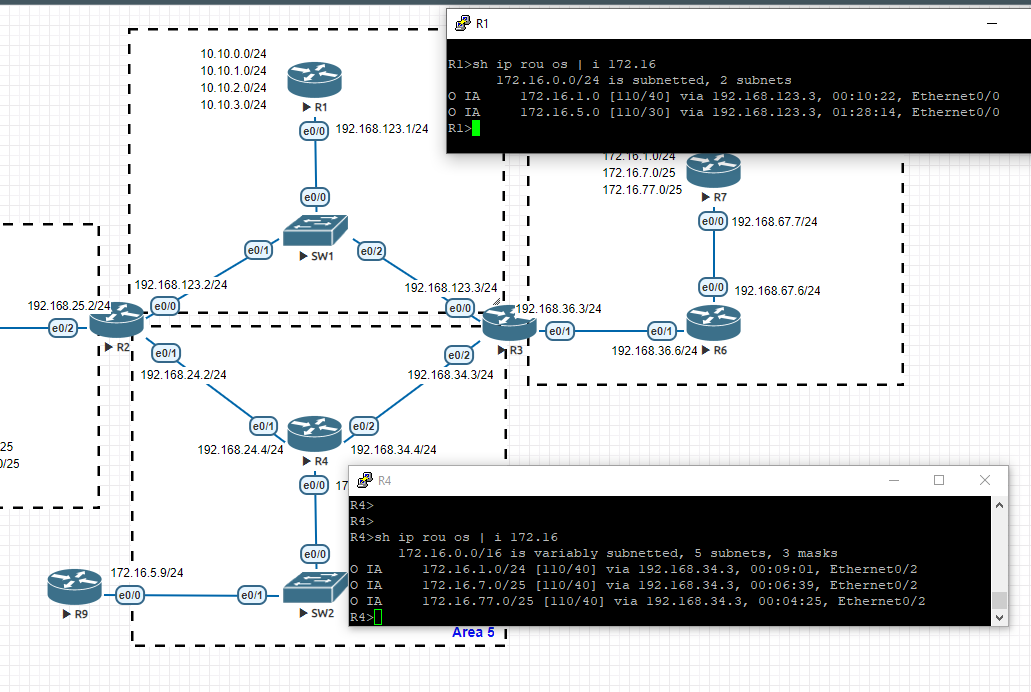 R1
R1>sh ip rou os | i 172.16
172.16.0.0/24 is subnetted, 2 subnets
O IA 172.16.1.0 [110/40] via 192.168.123.3, 00:10:22, Ethernet0/0
O IA 172.16.5.0 [110/30] via 192.168.123.3, 01:28:14, Ethernet0/0
R1>
10.10.0.0/24
10.10.1.0/24
10.10.2.0/24
10.10.3.0/24
R1
e0/0
192.168.123.1/24
e0/0
SW1
e0/1
e0/2
172.16.1.0/24
172.16.7.0/25
172.16.77.0/25
R7
e0/0
192.168.67.7/24
e0/0
192.168.67.6/24
192.168.123.2/24
192.168.123.3/24
192.168.25.2/24
e0/0
e0/0
192.168.36.3/24
e0/2
R2
R3
e0/1
e0/1
192.168.36.6/24
R6
e0/1
e0/2
192.168.24.2/24
192.168.34.3/24
e0/1
e0/2
192.168.24.4/24
192.168.34.4/24
R4
e0/0
17
25
0/25
e0/0
172.16.5.9/24
e0/0
R9
e0/1
SW2
R4
R4>
R4>
R4>sh ip rou os | i 172.16
172.16.0.0/16 is variably subnetted, 5 subnets, 3 masks
O IA 172.16.1.0/24 [110/40] via 192.168.34.3, 00:09:01, Ethernet0/2
O IA 172.16.7.0/25 [110/40] via 192.168.34.3, 00:06:39, Ethernet0/2
O IA 172.16.77.0/25 [110/40] via 192.168.34.3, 00:04:25, Ethernet0/2
R4>
Area 5